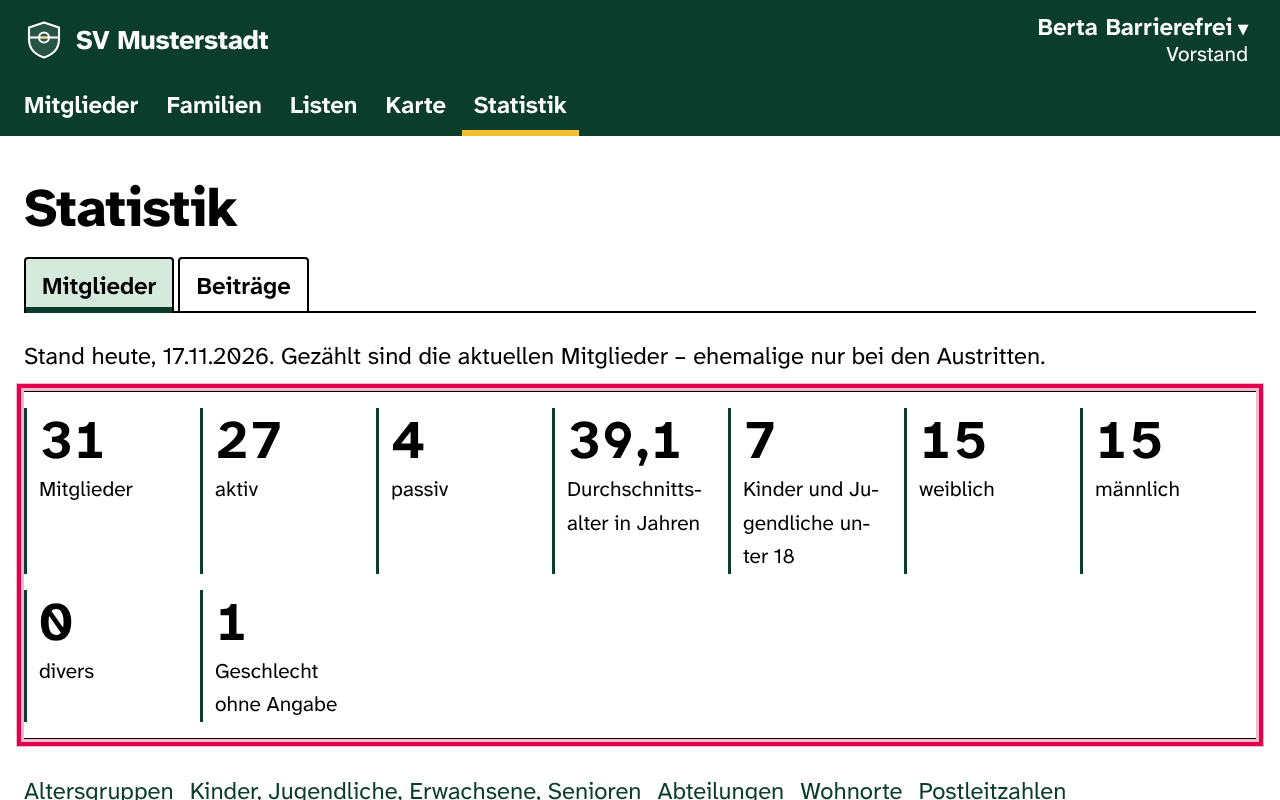 SV Musterstadt
Berta Barrierefrei ▾
Vorstand
Mitglieder Familien Listen Karte Statistik
Statistik
Mitglieder Beiträge
Stand heute, 17.11.2026. Gezählt sind die aktuellen Mitglieder – ehemalige nur bei den Austritten.
31
Mitglieder
27
aktiv
4
passiv
39,1
Durchschnitts-
alter in Jahren
7
Kinder und Ju-
gendliche un-
ter 18
15
weiblich
15
männlich
0
divers
1
Geschlecht
ohne Angabe
Altersgruppen Kinder, Jugendliche, Erwachsene, Senioren Abteilungen Wohnorte Postleitzahlen